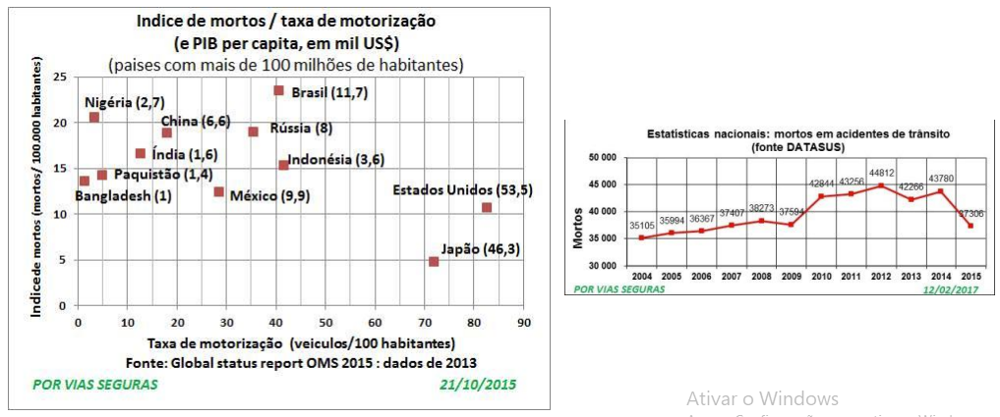 Indice de mortos / taxa de motorização
(e PIB per capita, em mil US$)
(paises com mais de 100 milhões de habitantes)
Indice de mortos (mortos/ 100.000 habitantes)
25
20
15
10
5
0
Nigéria (2,7)
Brasil (11,7)
China (6,6)
Rússia (8)
Índia (1,6)
Indonésia (3,6)
Paquistão (1,4)
Bangladesh (1)
México (9,9)
Estados Unidos (53,5)
Japão (46,3)
0 10 20 30 40 50 60 70 80 90
Taxa de motorização (veiculos/100 habitantes)
Fonte: Global status report OMS 2015 : dados de 2013
POR VIAS SEGURAS 21/10/2015
Estatísticas nacionais: mortos em acidentes de trânsito
(fonte DATASUS)
Mortos
50 000
45 000
40 000
35 000
30 000
35105 35994 36367 37407 38273 37594 42844 43256 44812 42266 43780 37306
2004 2005 2006 2007 2008 2009 2010 2011 2012 2013 2014 2015
POR VIAS SEGURAS 12/02/2017
Ativar o Windows